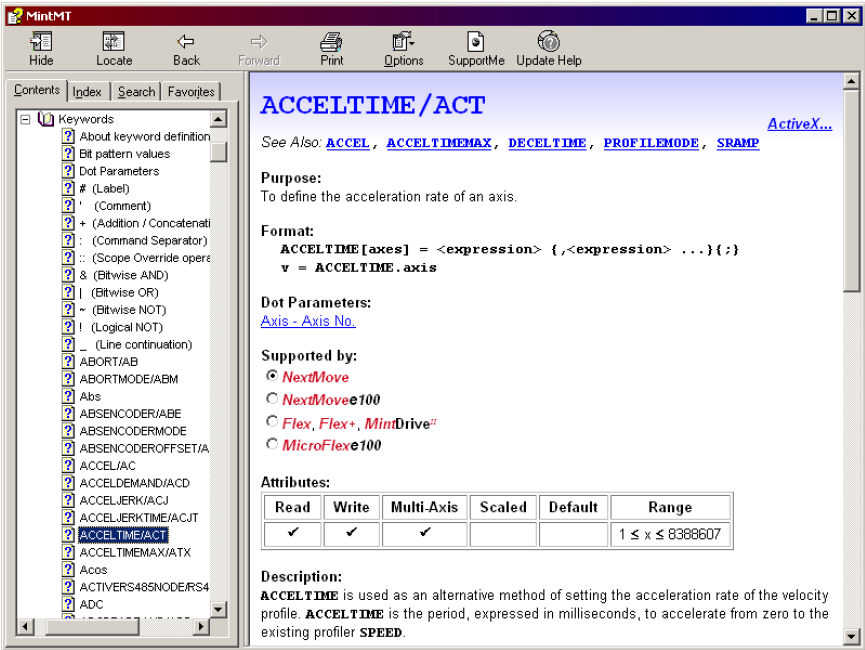 MintMT
Hide Locate Back Forward Print Options SupportMe Update Help
Contents Index Search Favorites
Keywords
About keyword definition
Bit pattern values
Dot Parameters
# (Label)
' (Comment)
+ (Addition / Concatenati
: (Command Separator)
:: (Scope Override opera
& (Bitwise AND)
| (Bitwise OR)
~ (Bitwise NOT)
! (Logical NOT)
_ (Line continuation)
ABORT/AB
ABORTMODE/ABM
Abs
ABSENCODER/ABE
ABSENCODERMODE
ABSENCODEROFFSET/A
ACCEL/AC
ACCELDEMAND/ACD
ACCELJERK/ACJ
ACCELJERKTIME/ACJT
ACCELTIME/ACT
ACCELTIMEMAX/ATX
Acos
ACTIVERS485NODE/RS4
ADC
ACCELTIME/ACT
ActiveX...
See Also: ACCEL, ACCELTIMEMAX, DECELTIME, PROFILEMODE, SRAMP
Purpose:
To define the acceleration rate of an axis.
Format:
ACCELTIME[axes] = <expression> {,<expression> ...}{;}
v = ACCELTIME.axis
Dot Parameters:
Axis - Axis No.
Supported by:
NextMove
NextMovee100
Flex, Flex+, MintDrive
MicroFlexe100
Attributes:
Read Write Multi-Axis Scaled Default Range
✓ ✓ ✓ 1 ≤ x ≤ 8388607
Description:
ACCELTIME is used as an alternative method of setting the acceleration rate of the velocity
profile. ACCELTIME is the period, expressed in milliseconds, to accelerate from zero to the
existing profiler SPEED.